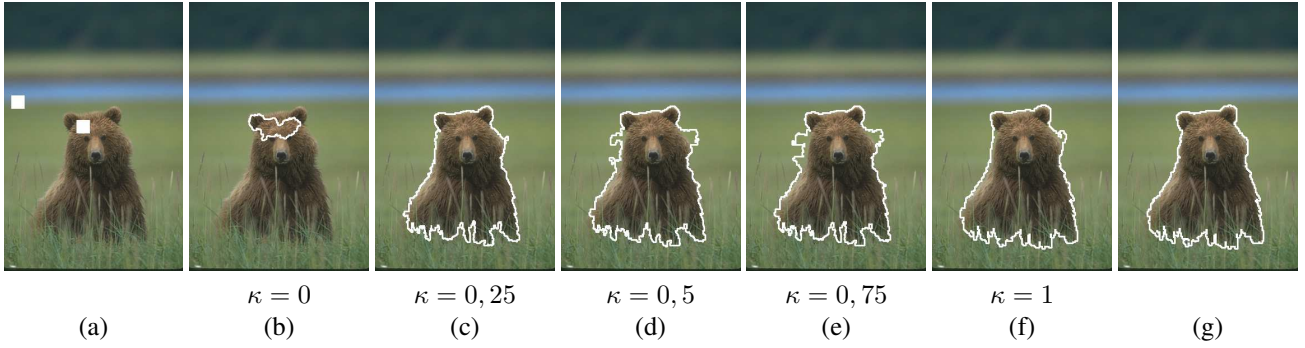 κ = 0 κ = 0, 25 κ = 0, 5 κ = 0, 75 κ = 1
(a) (b) (c) (d) (e) (f) (g)